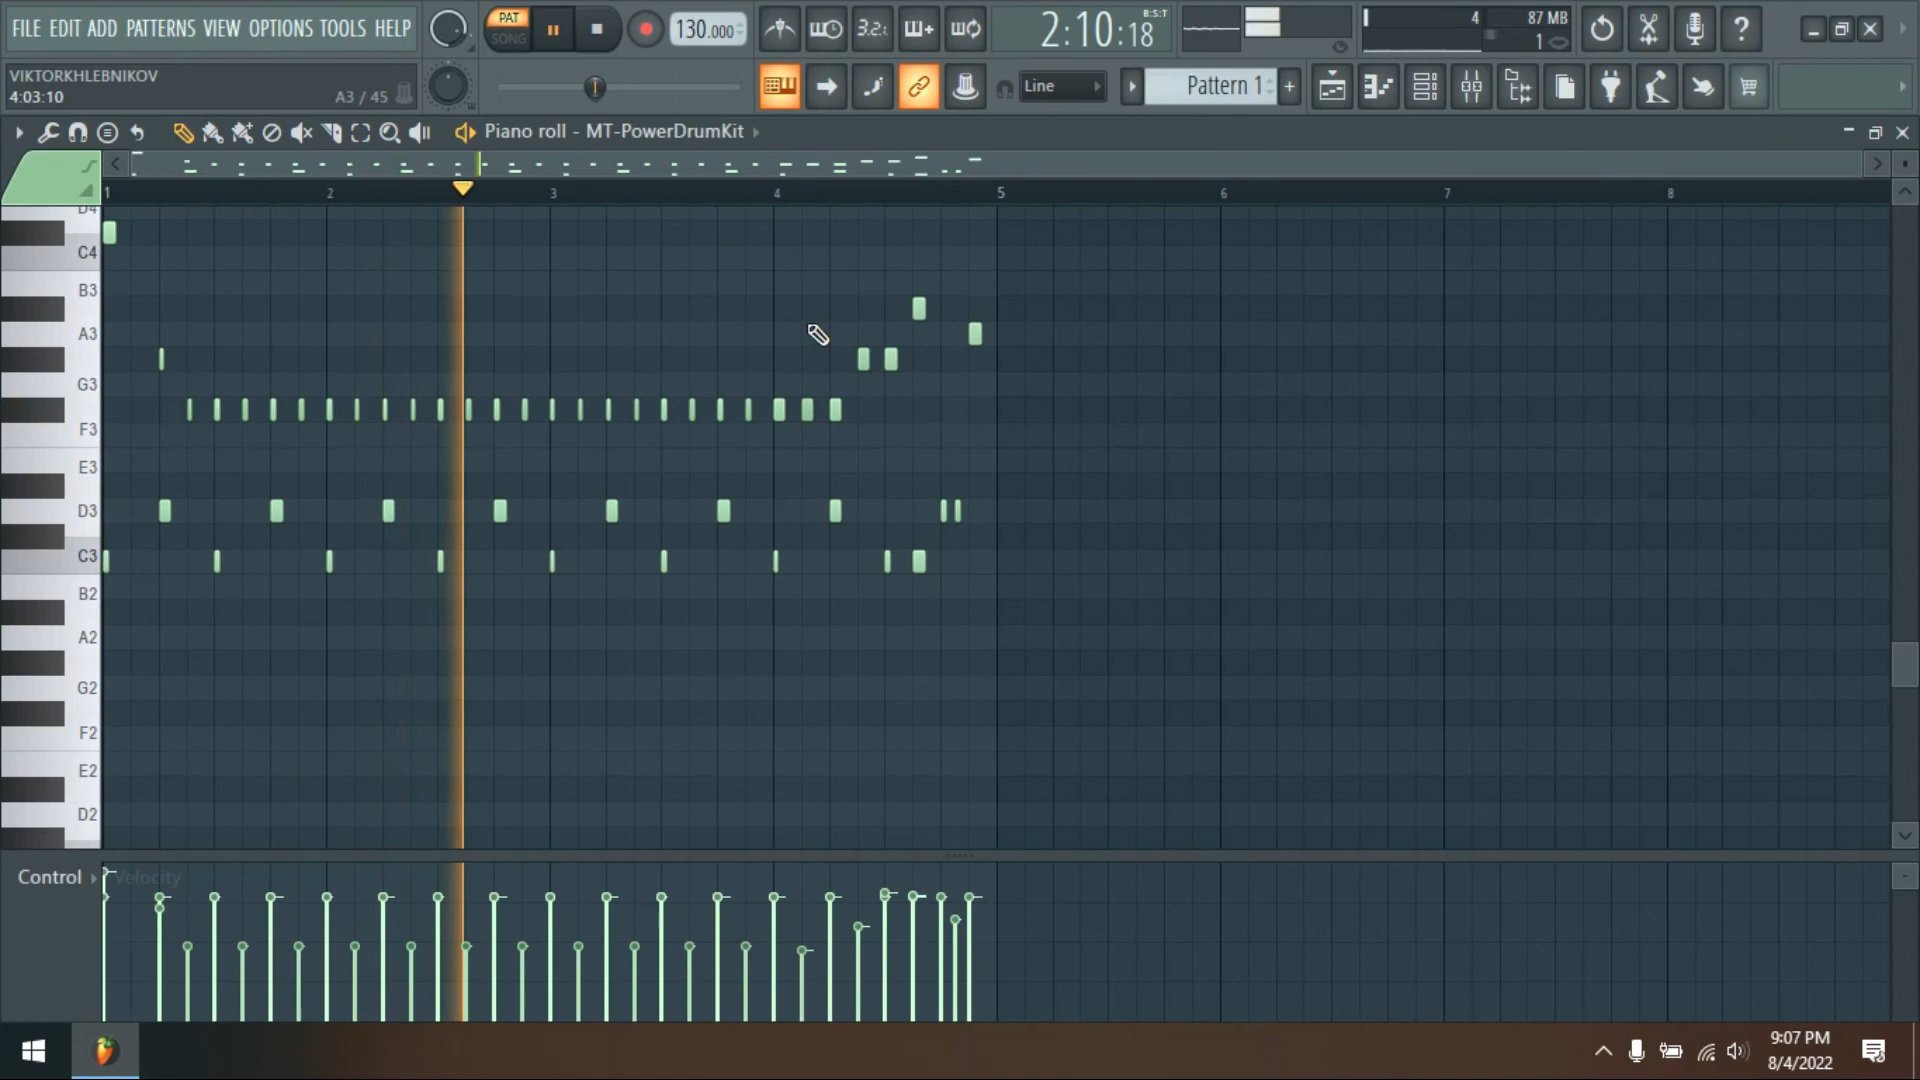 FILE EDIT ADD PATTERNS VIEW OPTIONS TOOLS HELP
PAT
SONG
130.000
3.2.
2:10:18
B:S:T
4
87 MB
1
VIKTORKHLEBNIKOV
4:03:10
A3 / 45
Line
Pattern 1
Piano roll - MT-PowerDrumKit
1 2 3 4 5 6 7 8
D4
C4
B3
A3
G3
F3
E3
D3
C3
B2
A2
G2
F2
E2
D2
Control
Velocity
9:07 PM
8/4/2022